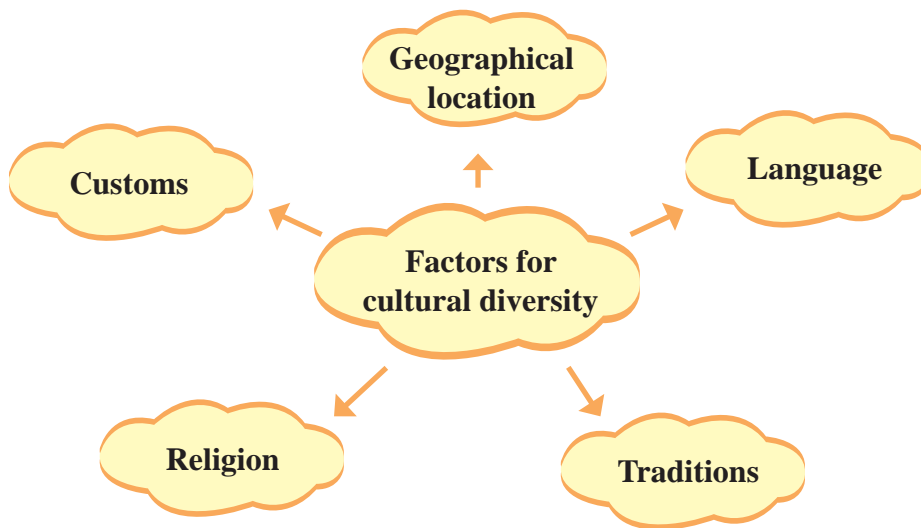 Geographical
location
Customs
Language
Factors for
cultural diversity
Religion
Traditions